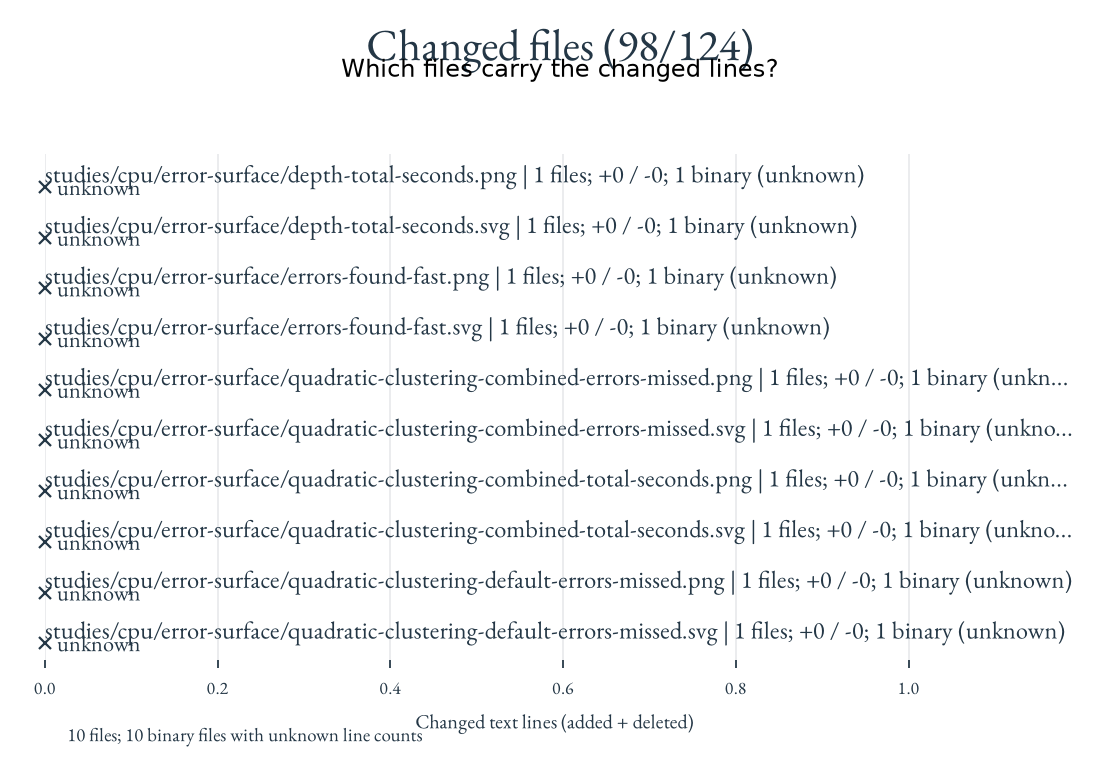 Changed files (98/124)
Which files carry the changed lines?
studies/cpu/error-surface/depth-total-seconds.png | 1 files; +0 / -0; 1 binary (unknown)
unknown
studies/cpu/error-surface/depth-total-seconds.svg | 1 files; +0 / -0; 1 binary (unknown)
unknown
studies/cpu/error-surface/errors-found-fast.png | 1 files; +0 / -0; 1 binary (unknown)
unknown
studies/cpu/error-surface/errors-found-fast.svg | 1 files; +0 / -0; 1 binary (unknown)
unknown
studies/cpu/error-surface/quadratic-clustering-combined-errors-missed.png | 1 files; +0 / -0; 1 binary (unkn...
unknown
studies/cpu/error-surface/quadratic-clustering-combined-errors-missed.svg | 1 files; +0 / -0; 1 binary (unkno...
unknown
studies/cpu/error-surface/quadratic-clustering-combined-total-seconds.png | 1 files; +0 / -0; 1 binary (unkn...
unknown
studies/cpu/error-surface/quadratic-clustering-combined-total-seconds.svg | 1 files; +0 / -0; 1 binary (unkno...
unknown
studies/cpu/error-surface/quadratic-clustering-default-errors-missed.png | 1 files; +0 / -0; 1 binary (unknown)
unknown
studies/cpu/error-surface/quadratic-clustering-default-errors-missed.svg | 1 files; +0 / -0; 1 binary (unknown)
unknown
0.0 0.2 0.4 0.6 0.8 1.0
Changed text lines (added + deleted)
10 files; 10 binary files with unknown line counts